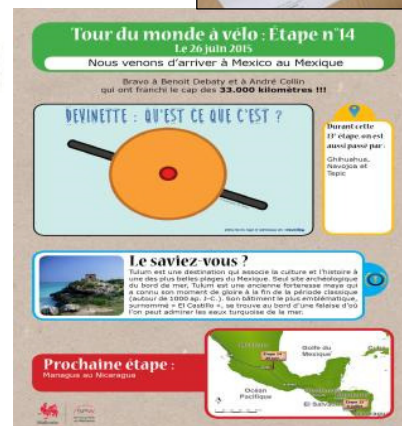 Tour du monde à vélo : Étape n°14
Le 26 juin 2015
Nous venons d'arriver à Mexico au Mexique
Bravo à Benoit Debaty et à André Collin
qui ont franchi le cap des 33.000 kilomètres !!!
DEVINETTE : QU'EST CE QUE C'EST ?
Durant cette
13e étape, on est
aussi passé par :
Chihuahua,
Navojoa et
Tepic
Le saviez-vous ?
Tulum est une destination qui associe la culture et l'histoire à
une des plus belles plages du Mexique. Seul site archéologique
du bord de mer, Tulum est une ancienne forteresse maya qui
a connu son moment de gloire à la fin de la période classique
(autour de 1000 ap. J-C.). Son bâtiment le plus emblématique,
surnommé « El Castillo », se trouve au bord d'une falaise d'où
l'on peut admirer les eaux turquoise de la mer.
Prochaine étape :
Managua au Nicaragua
Golfe du
Mexique
Océan
Pacifique